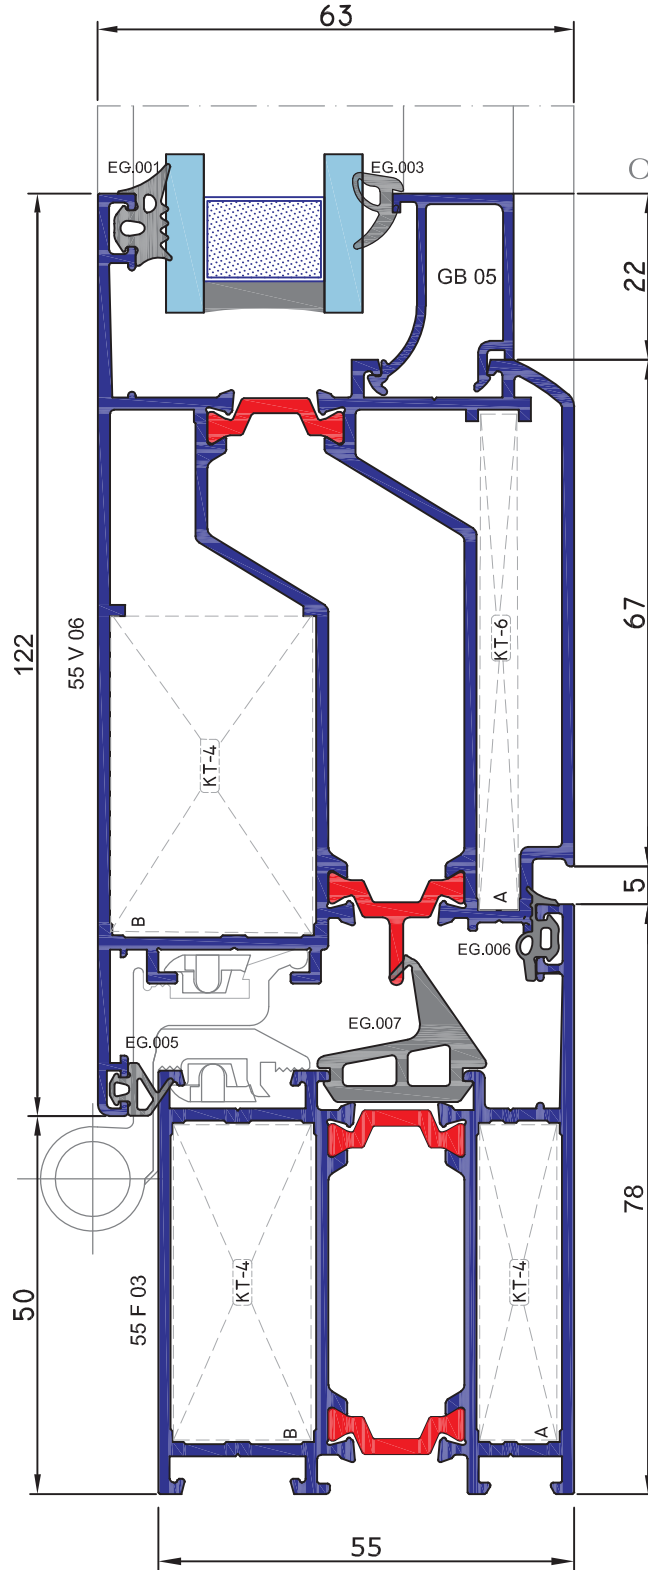 63
EG.001
EG.003
O
GB 05
22
122
55 V 06
KT-6
67
KT-4
B
A
5
EG.006
EG.007
EG.005
50
55 F 03
KT-4
KT-4
78
B
A
55